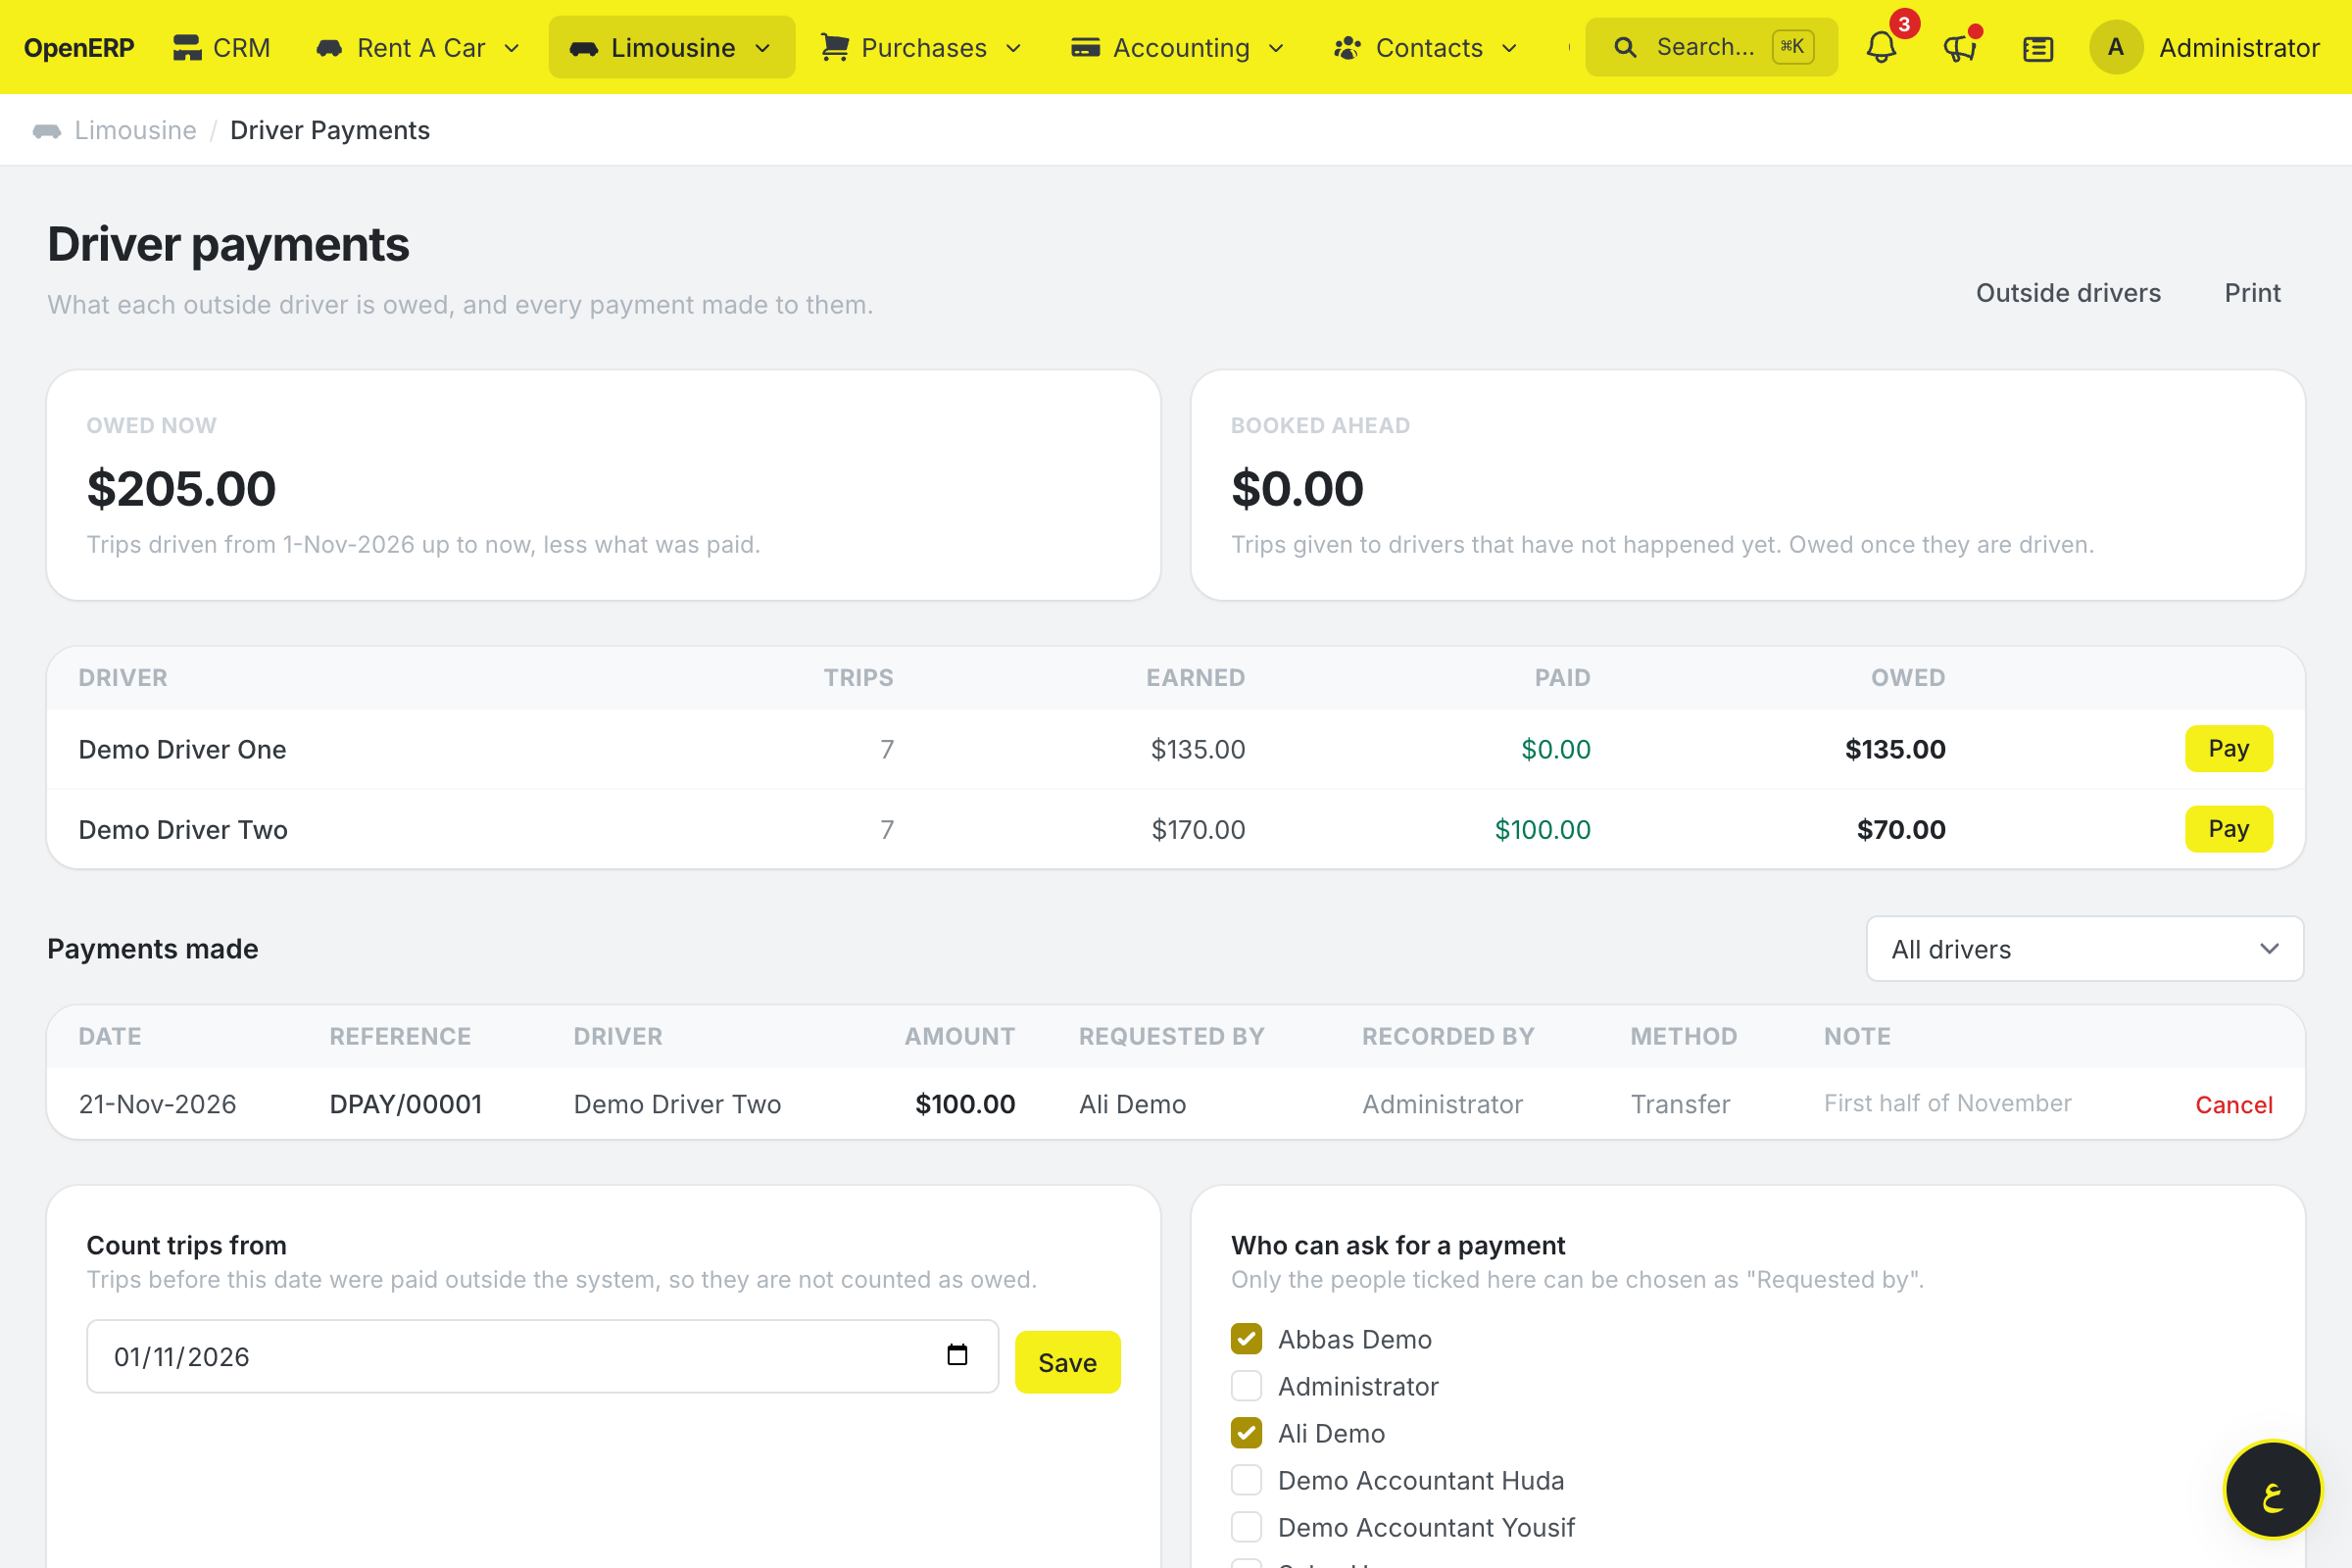 OpenERP CRM Rent A Car Limousine Purchases Accounting Contacts Search... ⌘K 3 A Administrator
Limousine / Driver Payments
Driver payments
What each outside driver is owed, and every payment made to them.
Outside drivers Print
OWED NOW
$205.00
Trips driven from 1-Nov-2026 up to now, less what was paid.
BOOKED AHEAD
$0.00
Trips given to drivers that have not happened yet. Owed once they are driven.
DRIVER TRIPS EARNED PAID OWED
Demo Driver One 7 $135.00 $0.00 $135.00 Pay
Demo Driver Two 7 $170.00 $100.00 $70.00 Pay
Payments made All drivers
DATE REFERENCE DRIVER AMOUNT REQUESTED BY RECORDED BY METHOD NOTE
21-Nov-2026 DPAY/00001 Demo Driver Two $100.00 Ali Demo Administrator Transfer First half of November Cancel
Count trips from
Trips before this date were paid outside the system, so they are not counted as owed.
01/11/2026 Save
Who can ask for a payment
Only the people ticked here can be chosen as "Requested by".
Abbas Demo
Administrator
Ali Demo
Demo Accountant Huda
Demo Accountant Yousif
ع